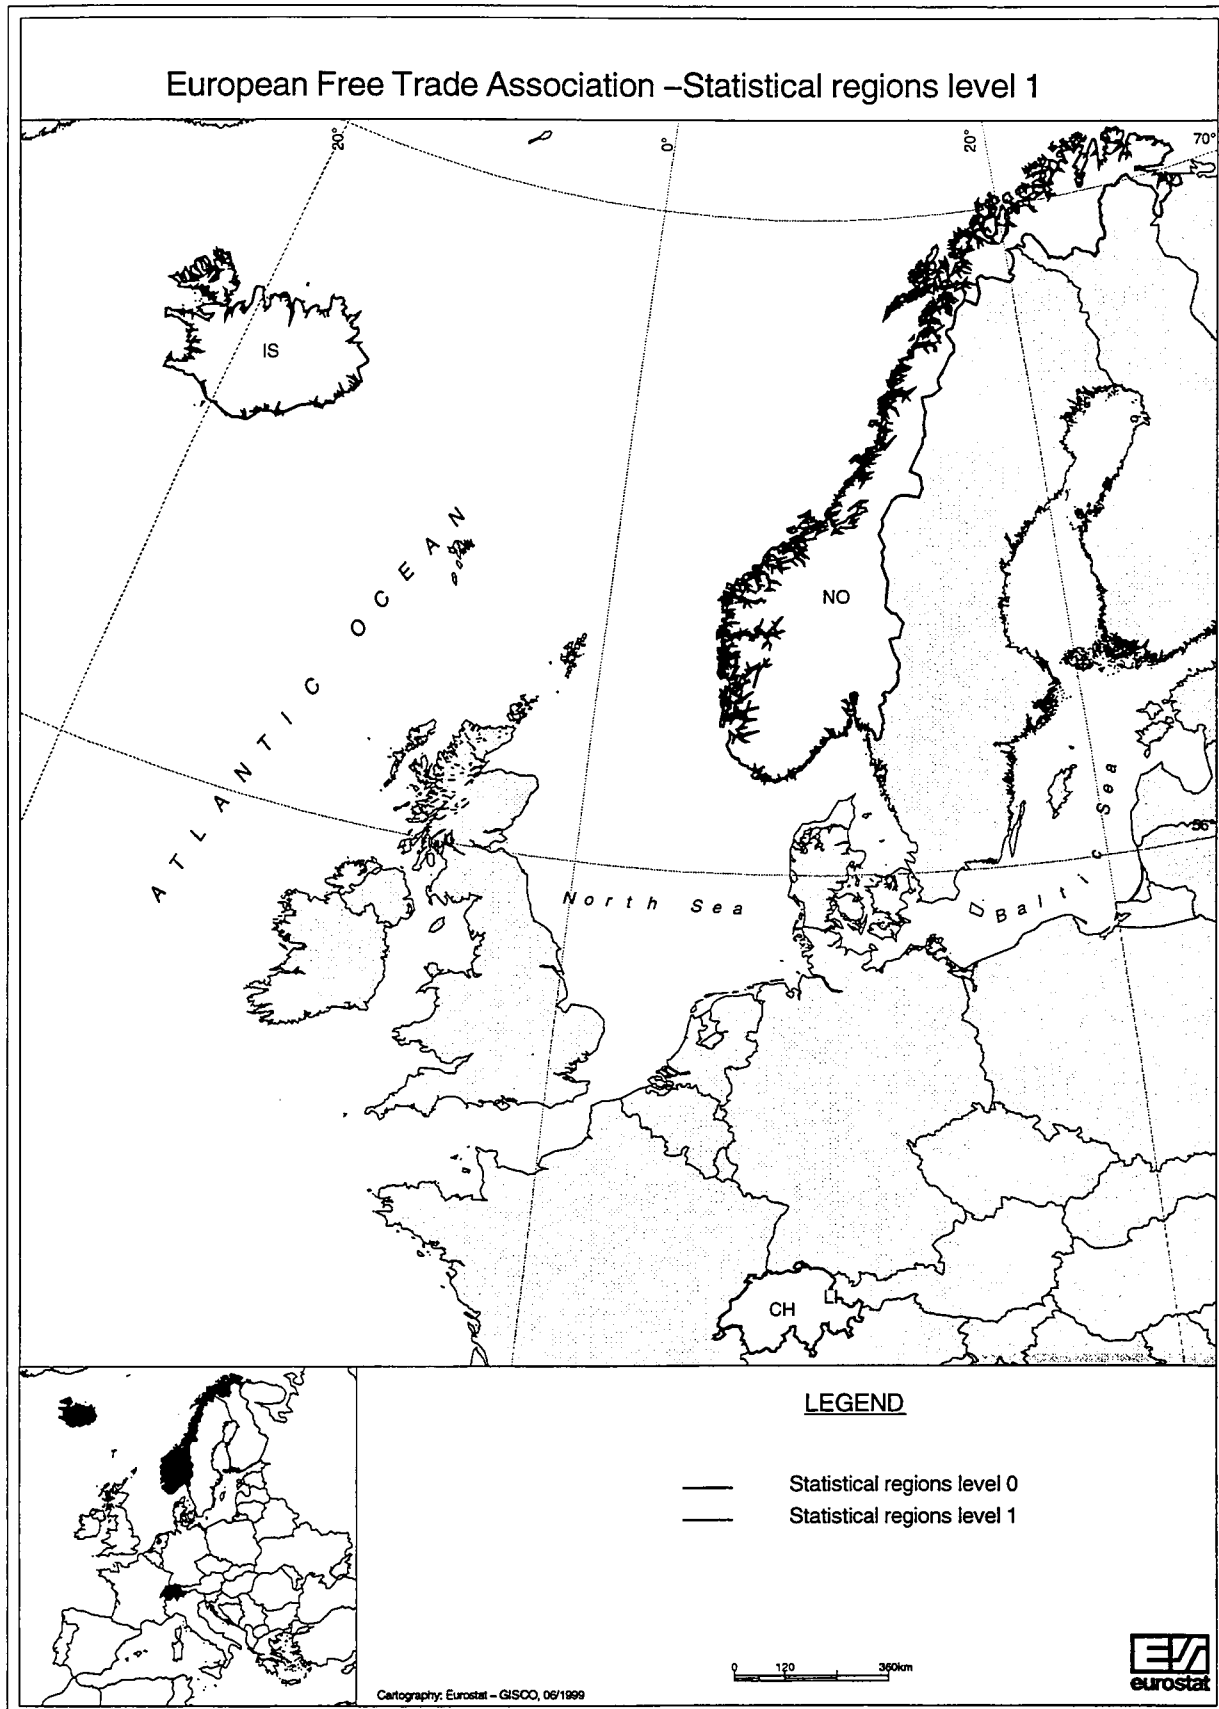 European Free Trade Association –Statistical regions level 1
20°
0°
20°
70°
IS
ATLANTIC OCEAN
NO
North Sea
Baltic Sea
CH
LI
LEGEND
Statistical regions level 0
Statistical regions level 1
0 120 360km
Cartography: Eurostat – GISCO, 06/1999
eurostat